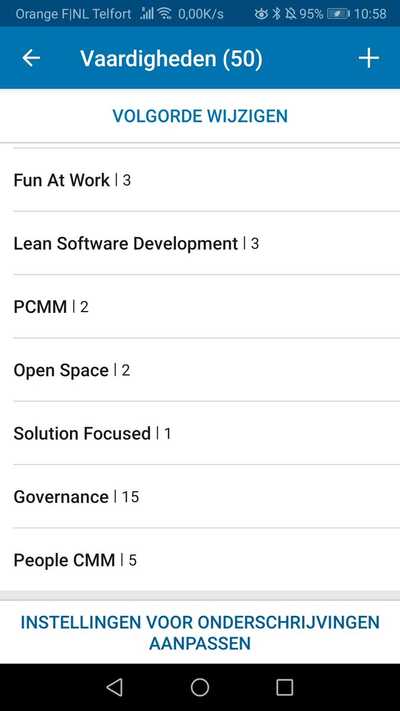 Orange F|NL Telfort 0,00K/s 95% 10:58
Vaardigheden (50)
VOLGORDE WIJZIGEN
Fun At Work | 3
Lean Software Development | 3
PCMM | 2
Open Space | 2
Solution Focused | 1
Governance | 15
People CMM | 5
INSTELLINGEN VOOR ONDERSCHRIJVINGEN
AANPASSEN